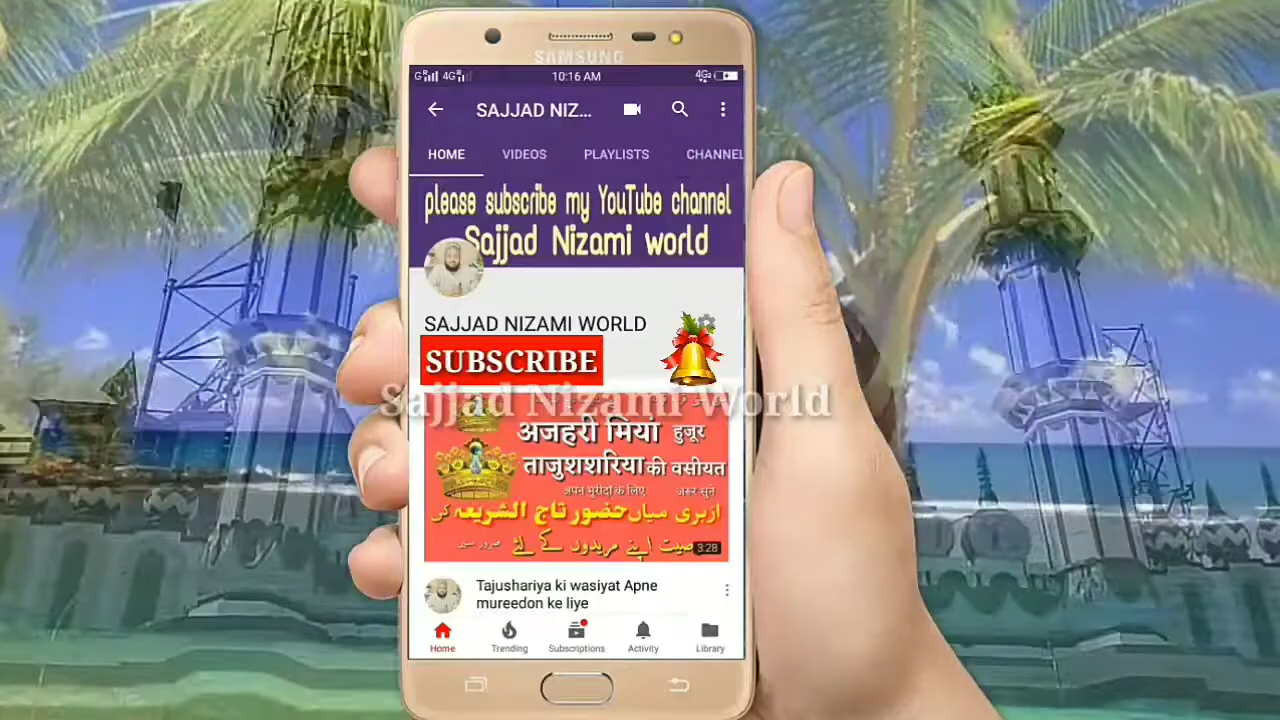 SAMSUNG
10:16 AM
SAJJAD NIZ...
HOME VIDEOS PLAYLISTS CHANNEL
please subscribe my YouTube channel
Sajjad Nizami world
SAJJAD NIZAMI WORLD
SUBSCRIBE
Sajjad Nizami World
अजहरी मियां हुजूर
ताजुशशरिया की वसीयत
अपने मुरीदों के लिए जरूर सुने
ازہری میاں حضور تاج الشریعہ کی
اپنے مریدوں کے لئے
3:28
Tajushariya ki wasiyat Apne
mureedon ke liye
Home Trending Subscriptions Activity Library